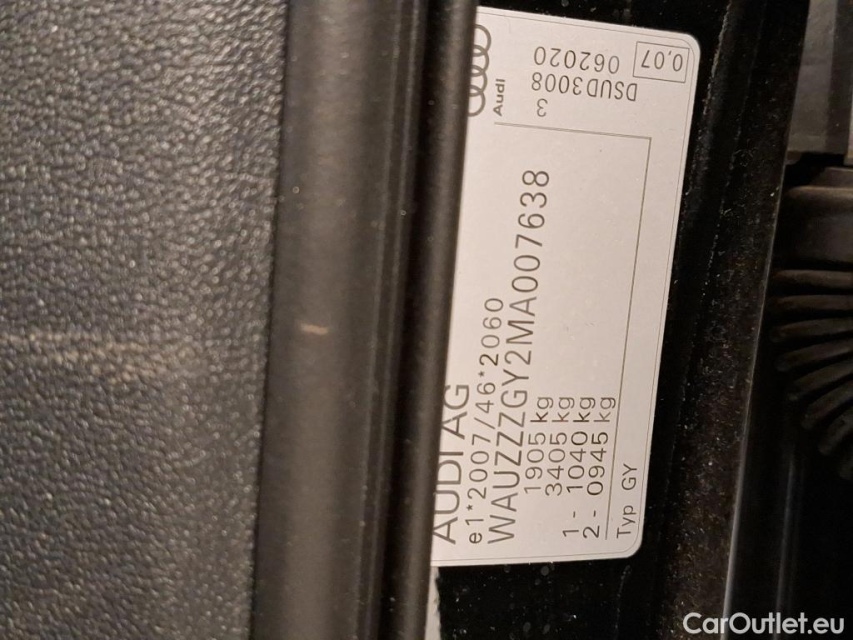 AUDI AG
e1*2007/46*2060
WAUZZZGY2MA007638
1905 kg
3405 kg
1 - 1040 kg
2 - 0945 kg
Typ GY
Audi
3
DSUD3008
062020
0.07
CarOutlet.eu